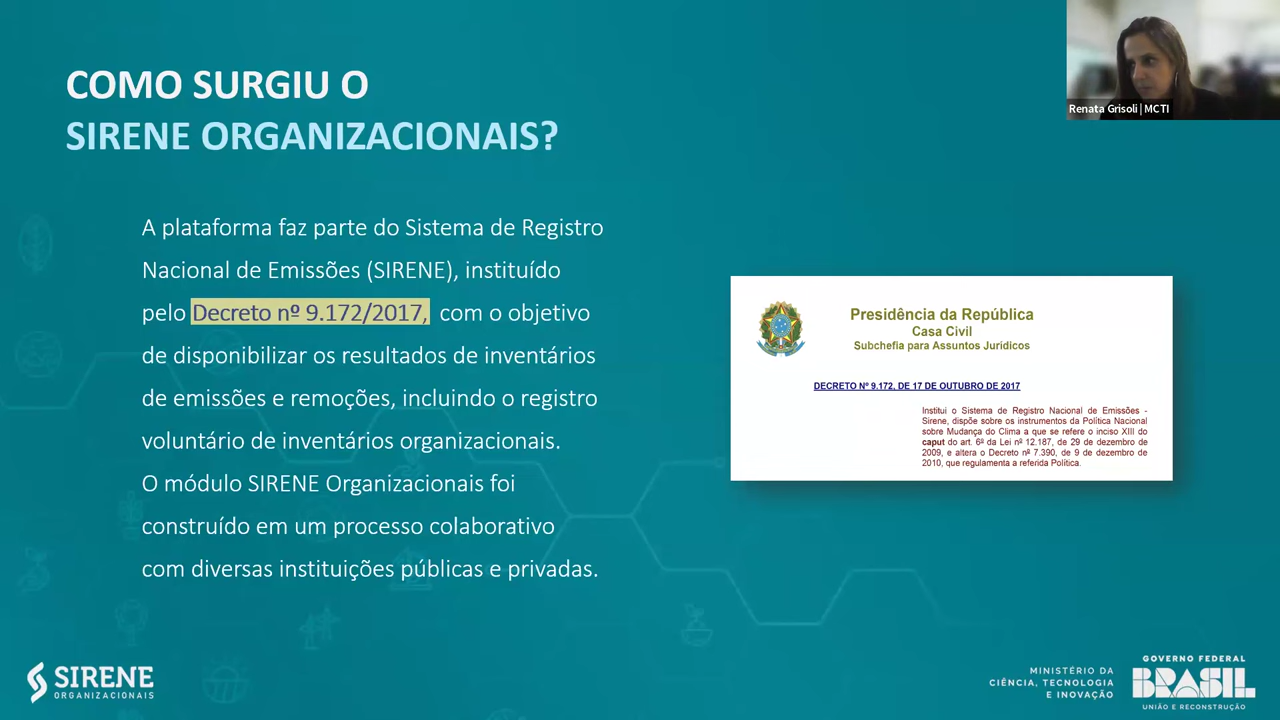 COMO SURGIU O
SIRENE ORGANIZACIONAIS?
Renata Grisoli | MCTI
A plataforma faz parte do Sistema de Registro
Nacional de Emissões (SIRENE), instituído
pelo Decreto nº 9.172/2017, com o objetivo
de disponibilizar os resultados de inventários
de emissões e remoções, incluindo o registro
voluntário de inventários organizacionais.
O módulo SIRENE Organizacionais foi
construído em um processo colaborativo
com diversas instituições públicas e privadas.
Presidência da República
Casa Civil
Subchefia para Assuntos Jurídicos
DECRETO Nº 9.172, DE 17 DE OUTUBRO DE 2017
Institui o Sistema de Registro Nacional de Emissões -
Sirene, dispõe sobre os instrumentos da Política Nacional
sobre Mudança do Clima a que se refere o inciso XIII do
caput do art. 6º da Lei nº 12.187, de 29 de dezembro de
2009, e altera o Decreto nº 7.390, de 9 de dezembro de
2010, que regulamenta a referida Política.
SIRENE
ORGANIZACIONAIS
MINISTÉRIO DA
CIÊNCIA, TECNOLOGIA
E INOVAÇÃO
GOVERNO FEDERAL
BRASIL
UNIÃO E RECONSTRUÇÃO